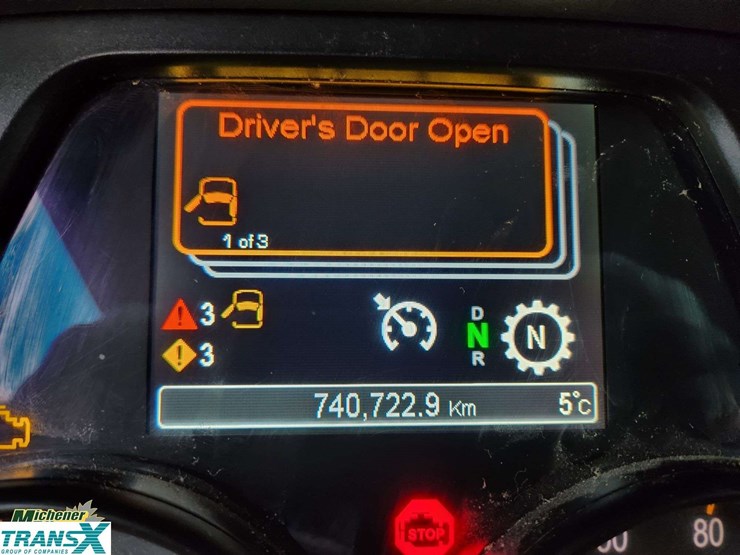 Driver's Door Open
1 of 3
3
3
D
N
R
N
740,722.9 Km
5°C
STOP
80
Michener
TRANSX
GROUP OF COMPANIES